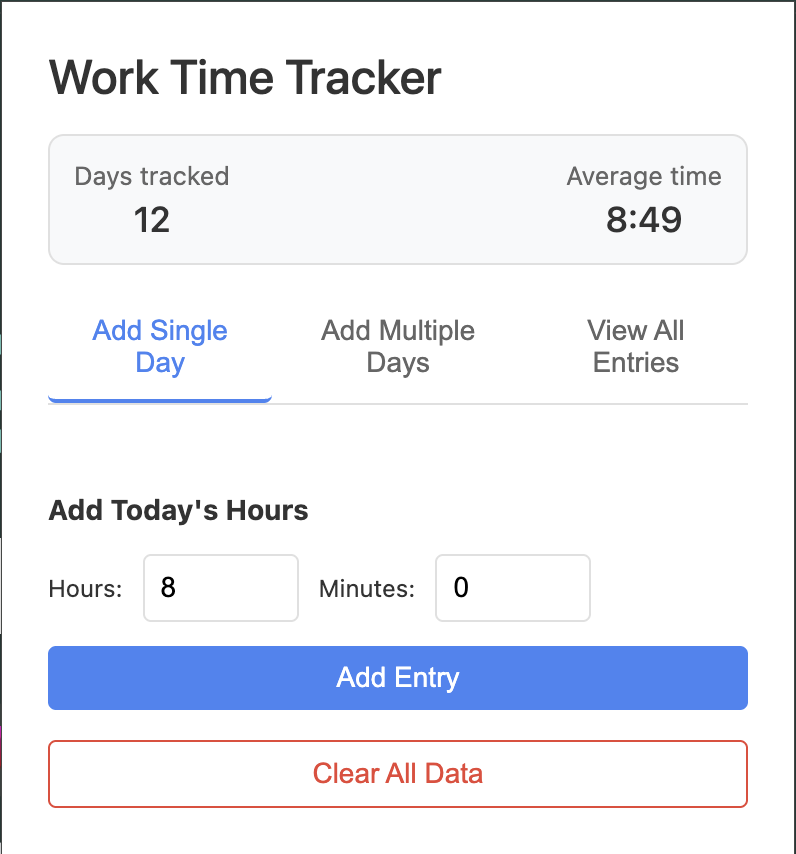 Work Time Tracker
Days tracked
12
Average time
8:49
Add Single
Day
Add Multiple
Days
View All
Entries
Add Today's Hours
Hours: 8 Minutes: 0
Add Entry
Clear All Data